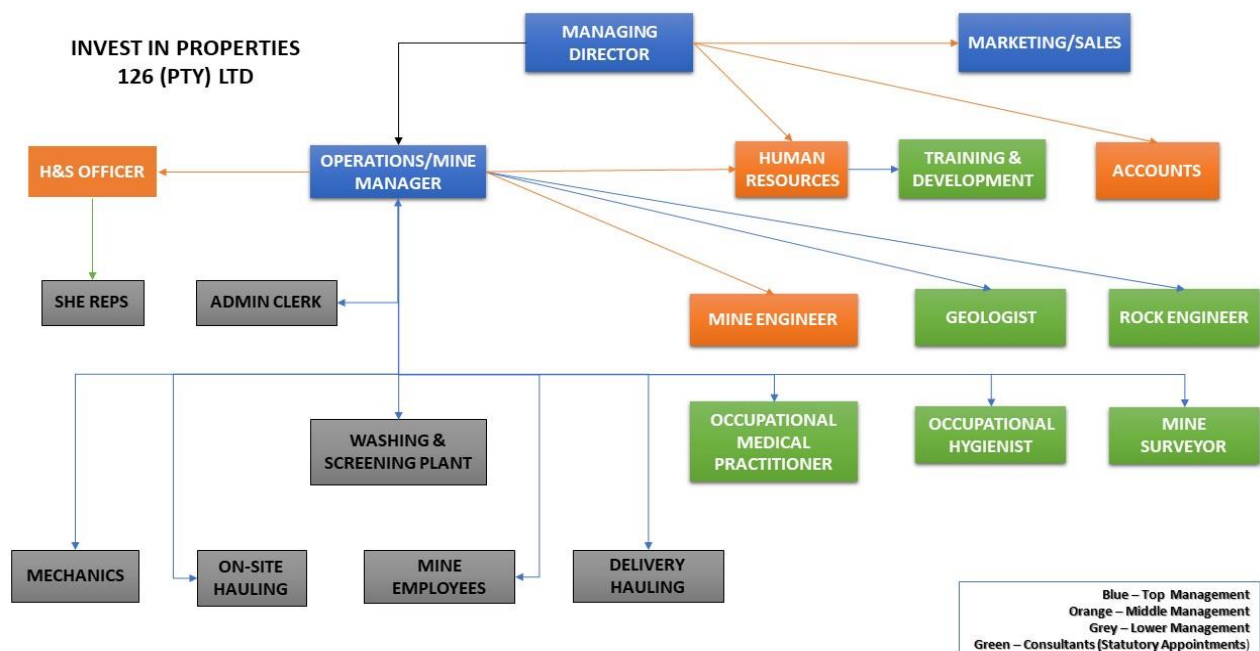 INVEST IN PROPERTIES
126 (PTY) LTD
MANAGING
DIRECTOR
MARKETING/SALES
H&S OFFICER
OPERATIONS/MINE
MANAGER
HUMAN
RESOURCES
TRAINING &
DEVELOPMENT
ACCOUNTS
SHE REPS
ADMIN CLERK
MINE ENGINEER
GEOLOGIST
ROCK ENGINEER
WASHING &
SCREENING PLANT
OCCUPATIONAL
MEDICAL
PRACTITIONER
OCCUPATIONAL
HYGIENIST
MINE
SURVEYOR
MECHANICS
ON-SITE
HAULING
MINE
EMPLOYEES
DELIVERY
HAULING
Blue – Top Management
Orange – Middle Management
Grey – Lower Management
Green – Consultants (Statutory Appointments)